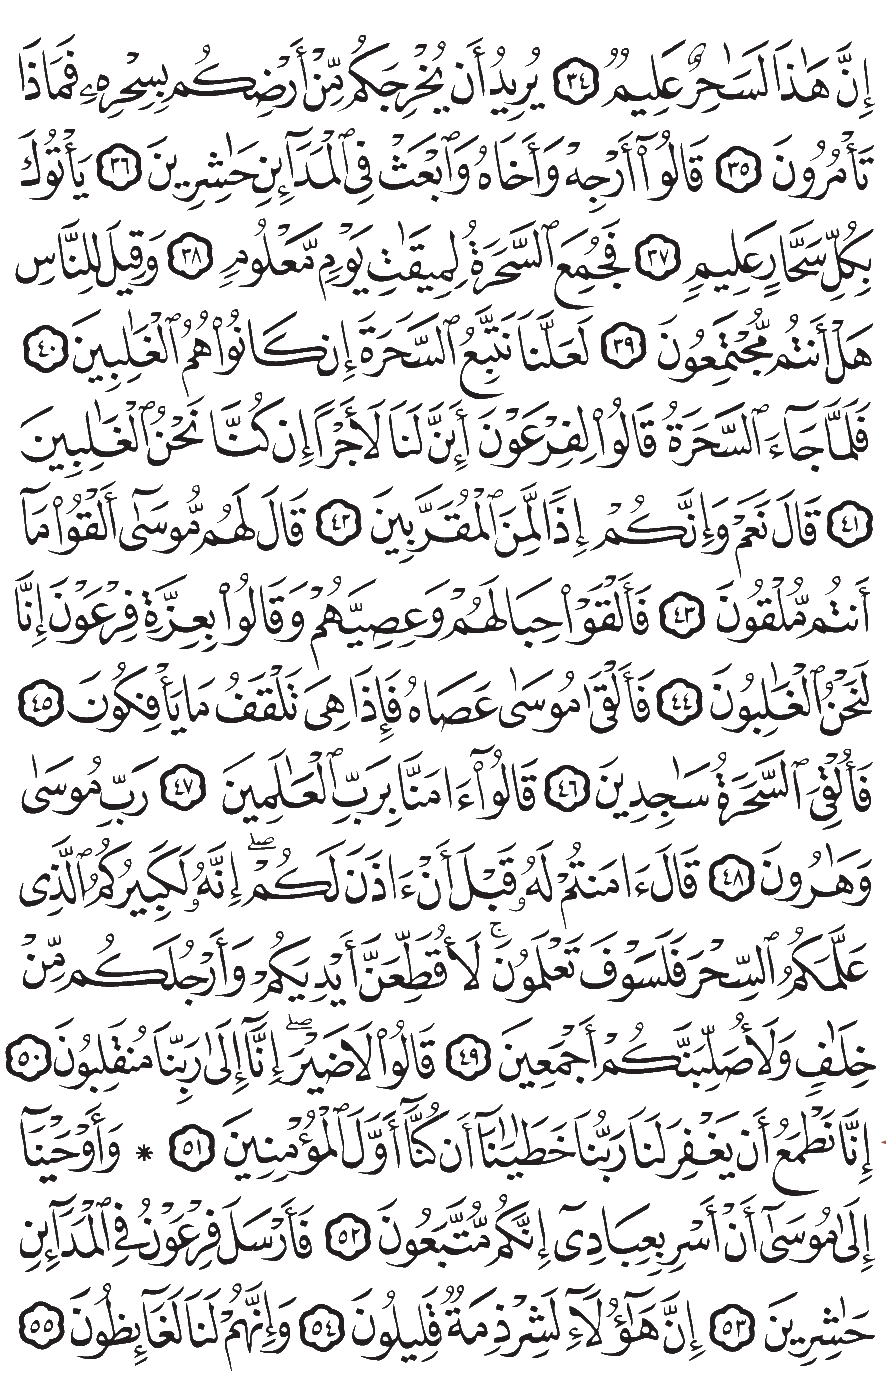 إِنَّ هَٰذَا لَسَٰحِرٌ عَلِيمٞ ٣٤ يُرِيدُ أَن يُخۡرِجَكُم مِّنۡ أَرۡضِكُم بِسِحۡرِهِۦ فَمَاذَا
تَأۡمُرُونَ ٣٥ قَالُوٓاْ أَرۡجِهۡ وَأَخَاهُ وَٱبۡعَثۡ فِي ٱلۡمَدَآئِنِ حَٰشِرِينَ ٣٦ يَأۡتُوكَ
بِكُلِّ سَحَّارٍ عَلِيمٖ ٣٧ فَجُمِعَ ٱلسَّحَرَةُ لِمِيقَٰتِ يَوۡمٖ مَّعۡلُومٖ ٣٨ وَقِيلَ لِلنَّاسِ
هَلۡ أَنتُم مُّجۡتَمِعُونَ ٣٩ لَعَلَّنَا نَتَّبِعُ ٱلسَّحَرَةَ إِن كَانُواْ هُمُ ٱلۡغَٰلِبِينَ ٤٠
فَلَمَّا جَآءَ ٱلسَّحَرَةُ قَالُواْ لِفِرۡعَوۡنَ أَئِنَّ لَنَا لَأَجۡرًا إِن كُنَّا نَحۡنُ ٱلۡغَٰلِبِينَ
٤١ قَالَ نَعَمۡ وَإِنَّكُمۡ إِذٗا لَّمِنَ ٱلۡمُقَرَّبِينَ ٤٢ قَالَ لَهُم مُّوسَىٰٓ أَلۡقُواْ مَآ
أَنتُم مُّلۡقُونَ ٤٣ فَأَلۡقَوۡاْ حِبَالَهُمۡ وَعِصِيَّهُمۡ وَقَالُواْ بِعِزَّةِ فِرۡعَوۡنَ إِنَّا
لَنَحۡنُ ٱلۡغَٰلِبُونَ ٤٤ فَأَلۡقَىٰ مُوسَىٰ عَصَاهُ فَإِذَا هِيَ تَلۡقَفُ مَا يَأۡفِكُونَ ٤٥
فَأُلۡقِيَ ٱلسَّحَرَةُ سَٰجِدِينَ ٤٦ قَالُوٓاْ ءَامَنَّا بِرَبِّ ٱلۡعَٰلَمِينَ ٤٧ رَبِّ مُوسَىٰ
وَهَٰرُونَ ٤٨ قَالَ ءَامَنتُمۡ لَهُۥ قَبۡلَ أَنۡ ءَاذَنَ لَكُمۡۖ إِنَّهُۥ لَكَبِيرُكُمُ ٱلَّذِي
عَلَّمَكُمُ ٱلسِّحۡرَ فَلَسَوۡفَ تَعۡلَمُونَۚ لَأُقَطِّعَنَّ أَيۡدِيَكُمۡ وَأَرۡجُلَكُم مِّنۡ
خِلَٰفٖ وَلَأُصَلِّبَنَّكُمۡ أَجۡمَعِينَ ٤٩ قَالُواْ لَا ضَيۡرَۖ إِنَّآ إِلَىٰ رَبِّنَا مُنقَلِبُونَ ٥٠
إِنَّا نَطۡمَعُ أَن يَغۡفِرَ لَنَا رَبُّنَا خَطَٰيَٰنَآ أَن كُنَّآ أَوَّلَ ٱلۡمُؤۡمِنِينَ ٥١ * وَأَوۡحَيۡنَآ
إِلَىٰ مُوسَىٰٓ أَنۡ أَسۡرِ بِعِبَادِيٓ إِنَّكُم مُّتَّبَعُونَ ٥٢ فَأَرۡسَلَ فِرۡعَوۡنُ فِي ٱلۡمَدَآئِنِ
حَٰشِرِينَ ٥٣ إِنَّ هَٰٓؤُلَآءِ لَشِرۡذِمَةٞ قَلِيلُونَ ٥٤ وَإِنَّهُمۡ لَنَا لَغَآئِظُونَ ٥٥